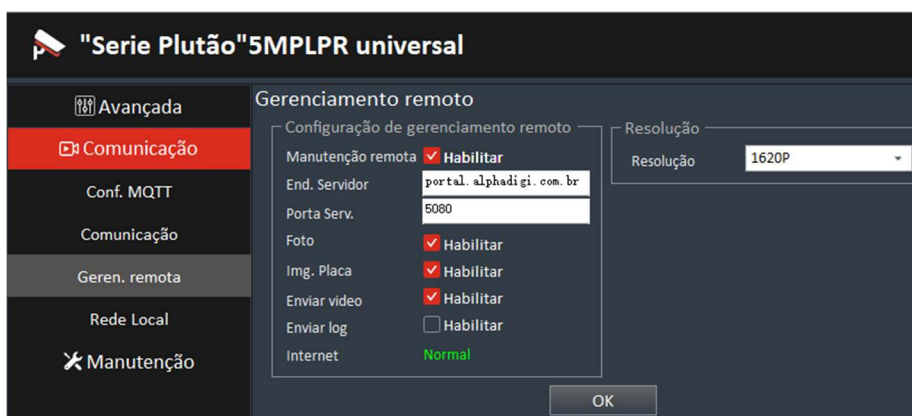 "Serie Plutão"5MPLPR universal
Avançada
Comunicação
Conf. MQTT
Comunicação
Geren. remota
Rede Local
Manutenção
Gerenciamento remoto
Configuração de gerenciamento remoto
Manutenção remota Habilitar
End. Servidor portal.alphadigi.com.br
Porta Serv. 5080
Foto Habilitar
Img. Placa Habilitar
Enviar video Habilitar
Enviar log Habilitar
Internet Normal
Resolução
Resolução 1620P
OK